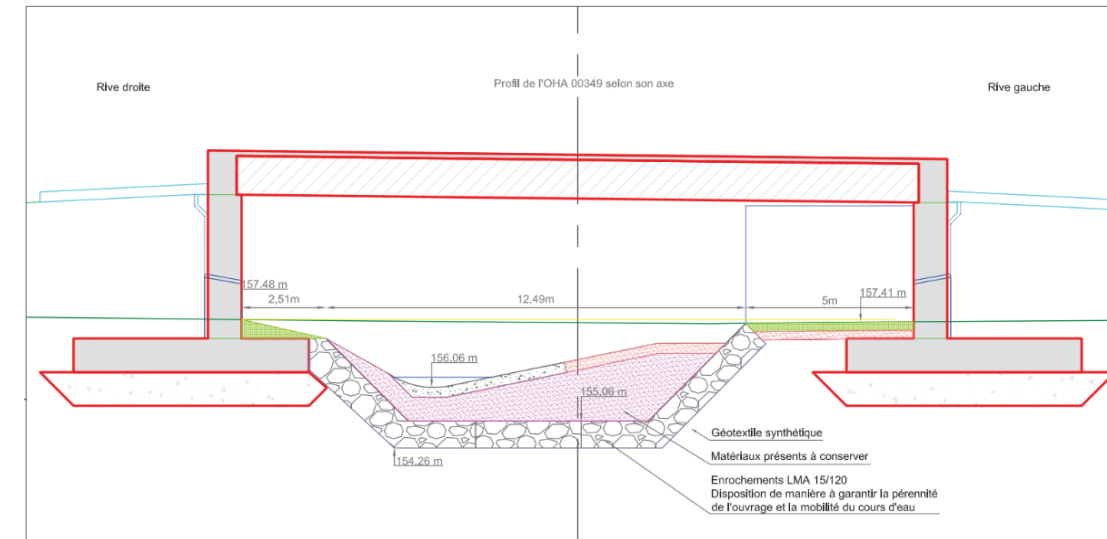 Profil de l'OHA 00349 selon son axe
Rive droite
Rive gauche
157.48 m
2,51m
12,49m
5m
157.41 m
156.06 m
155.06 m
154.26 m
Géotextile synthétique
Matériaux présents à conserver
Enrochements LMA 15/120
Disposition de manière à garantir la pérennité
de l'ouvrage et la mobilité du cours d'eau